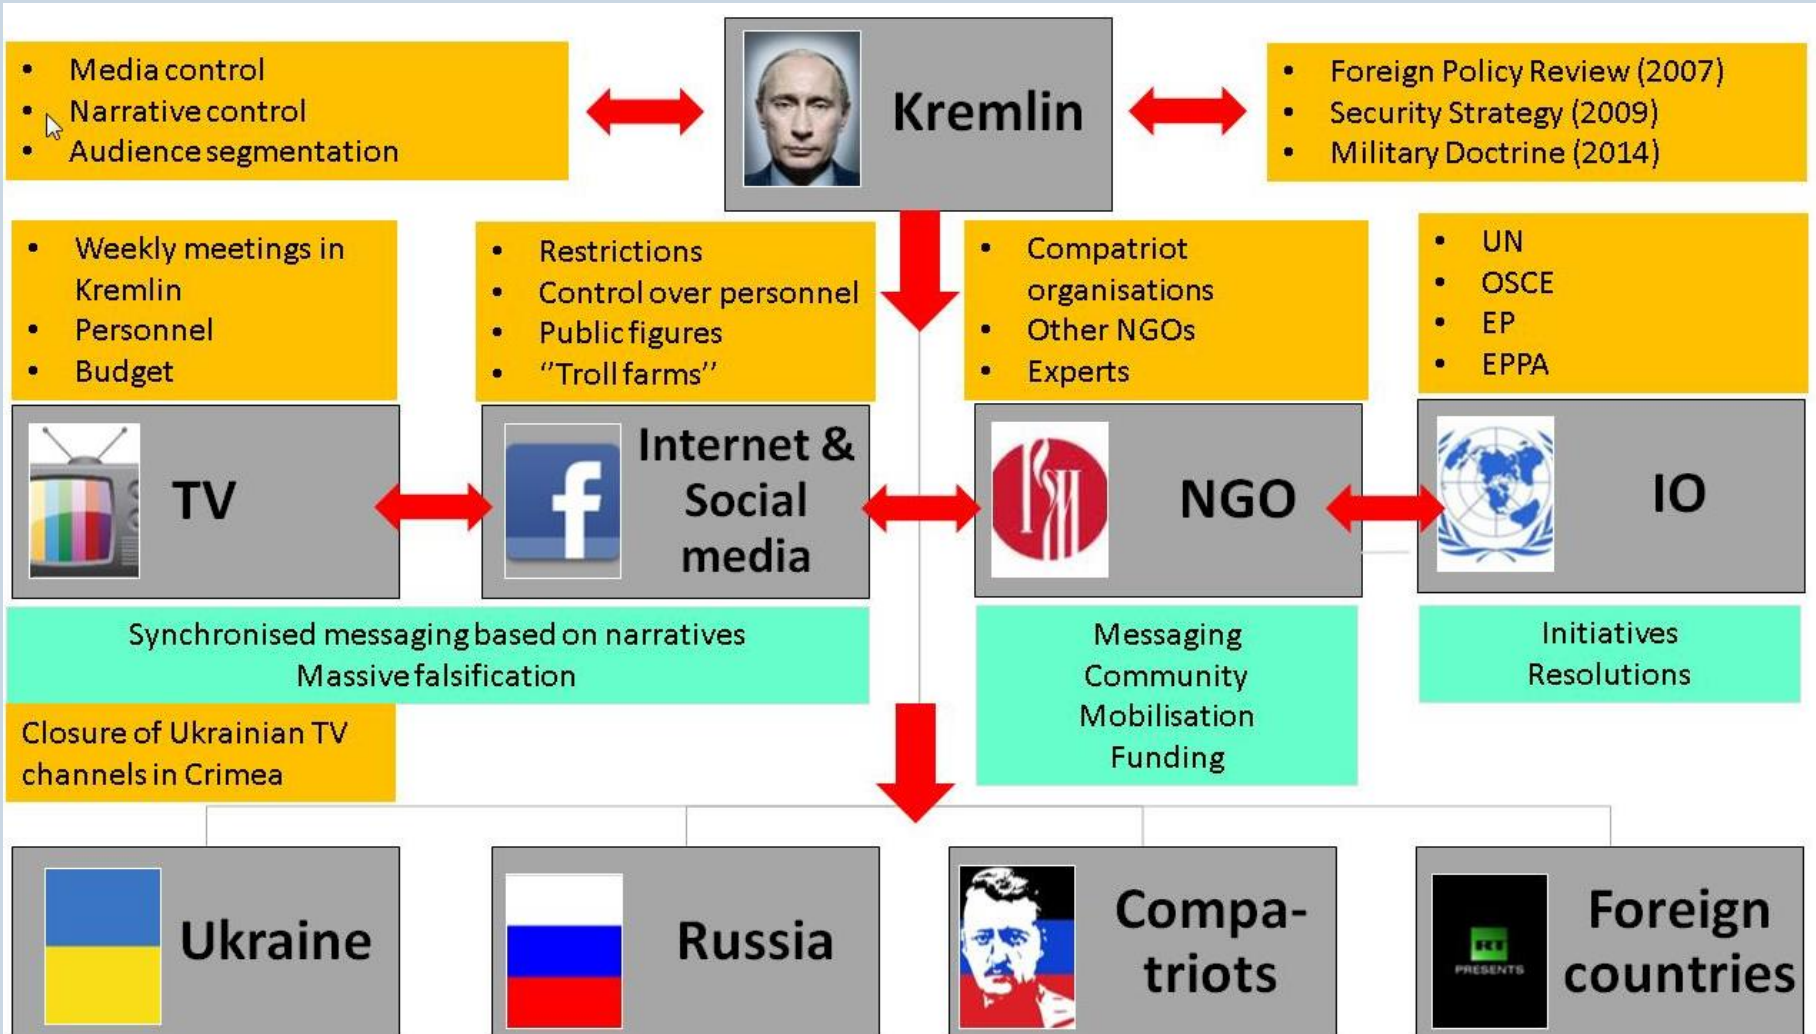 • Media control
• Narrative control
• Audience segmentation
Kremlin
• Foreign Policy Review (2007)
• Security Strategy (2009)
• Military Doctrine (2014)
• Weekly meetings in
Kremlin
• Personnel
• Budget
• Restrictions
• Control over personnel
• Public figures
• ‘‘Troll farms’’
• Compatriot
organisations
• Other NGOs
• Experts
• UN
• OSCE
• EP
• EPPA
TV
Internet &
Social
media
NGO
IO
Synchronised messaging based on narratives
Massive falsification
Messaging
Community
Mobilisation
Funding
Initiatives
Resolutions
Closure of Ukrainian TV
channels in Crimea
Ukraine
Russia
Compa-
triots
RT
PRESENTS
Foreign
countries